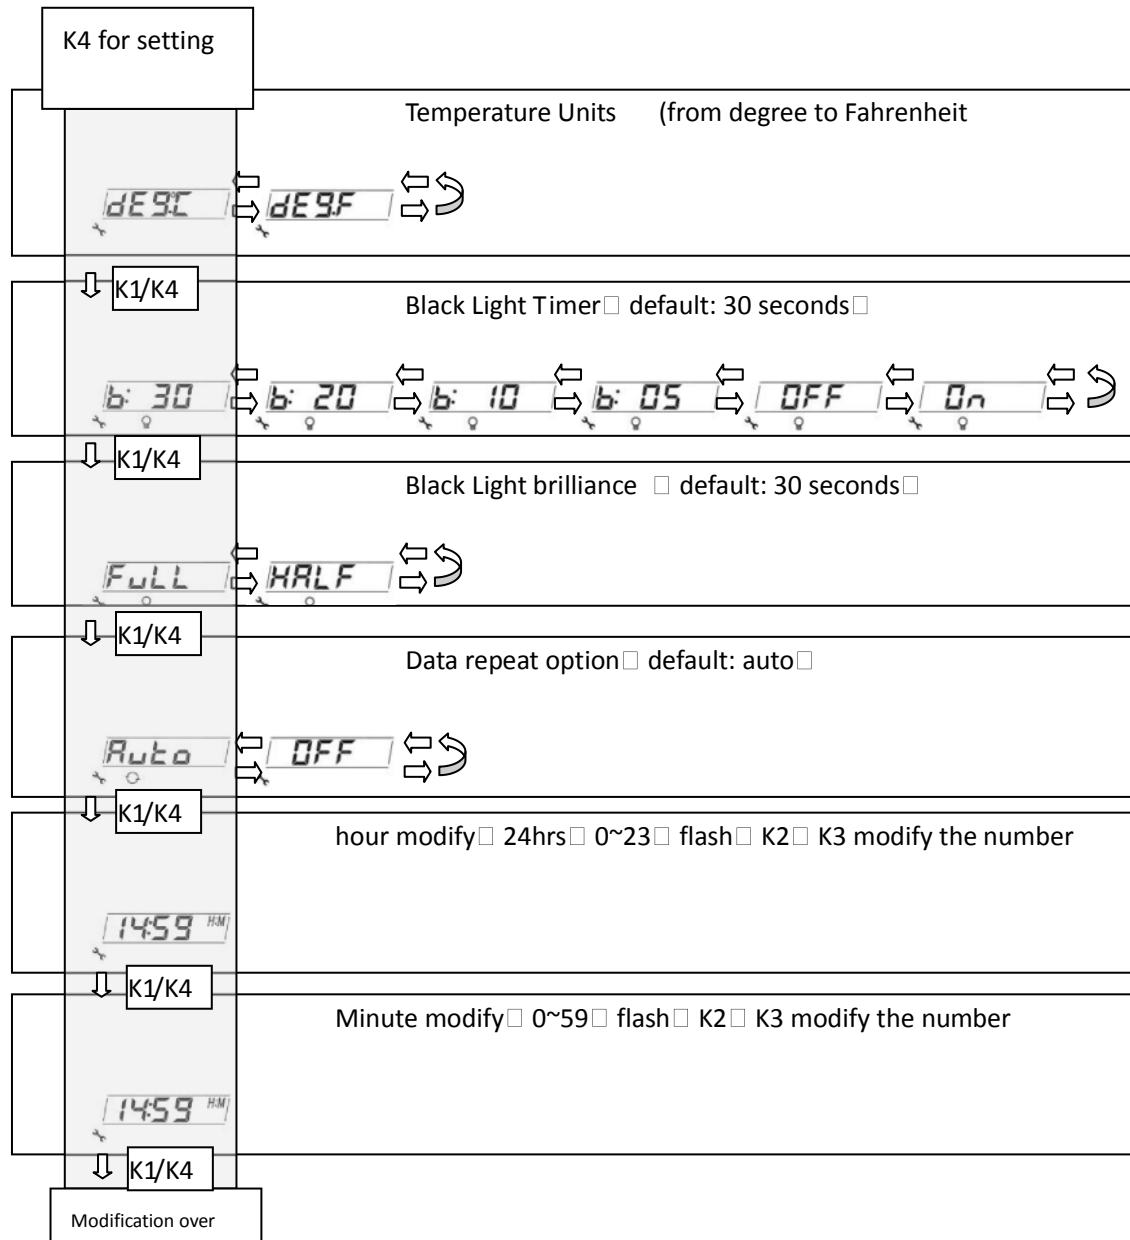 K4 for setting
Temperature Units (from degree to Fahrenheit
dEG°C dEG.F
K1/K4
Black Light Timer□ default: 30 seconds□
b: 30 b: 20 b: 10 b: 05 OFF On
K1/K4
Black Light brilliance □ default: 30 seconds□
FuLL HALF
K1/K4
Data repeat option□ default: auto□
Auto OFF
K1/K4
hour modify□ 24hrs□ 0~23□ flash□ K2□ K3 modify the number
14:59 H:M
K1/K4
Minute modify□ 0~59□ flash□ K2□ K3 modify the number
14:59 H:M
K1/K4
Modification over